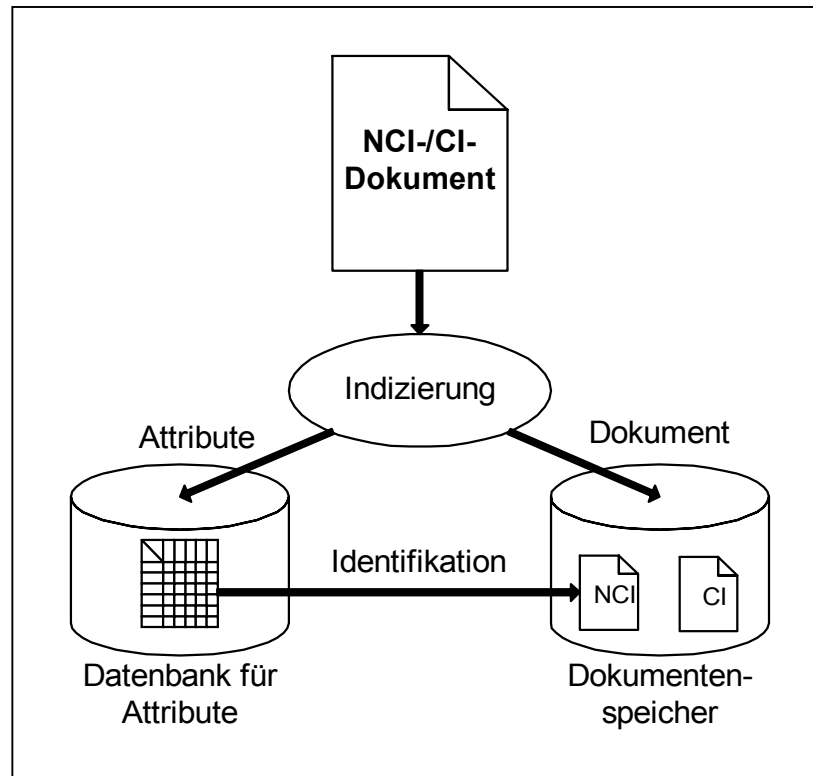 NCI-/CI-
Dokument
Indizierung
Attribute
Dokument
Identifikation
NCI
CI
Datenbank für
Attribute
Dokumenten-
speicher